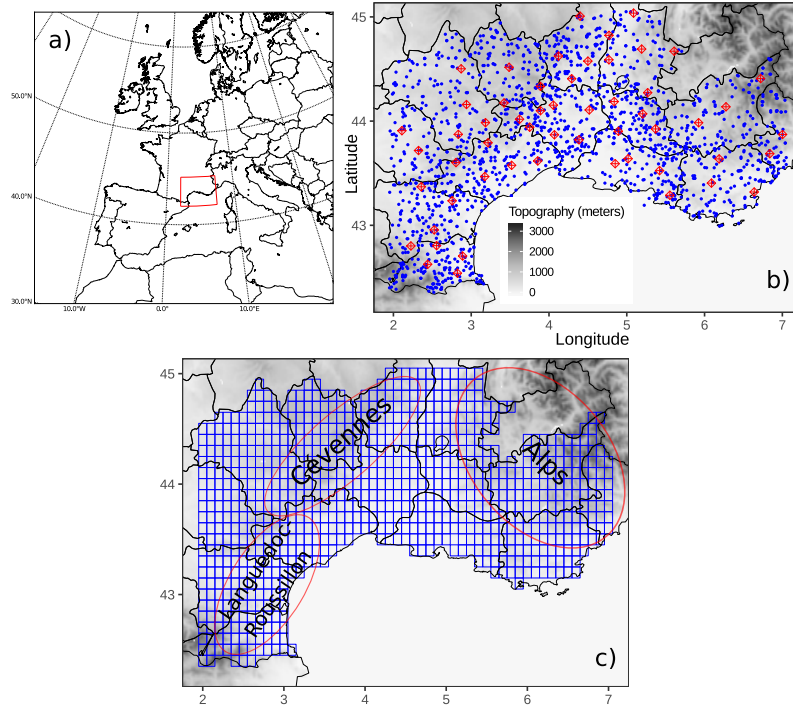 a)
50.0°N
40.0°N
30.0°N
10.0°W
0.0°
10.0°E
45
44
43
Latitude
Topography (meters)
3000
2000
1000
0
b)
2
3
4
5
6
7
Longitude
45
44
43
Cevennes
Alps
Languedoc
Roussillon
c)
2
3
4
5
6
7